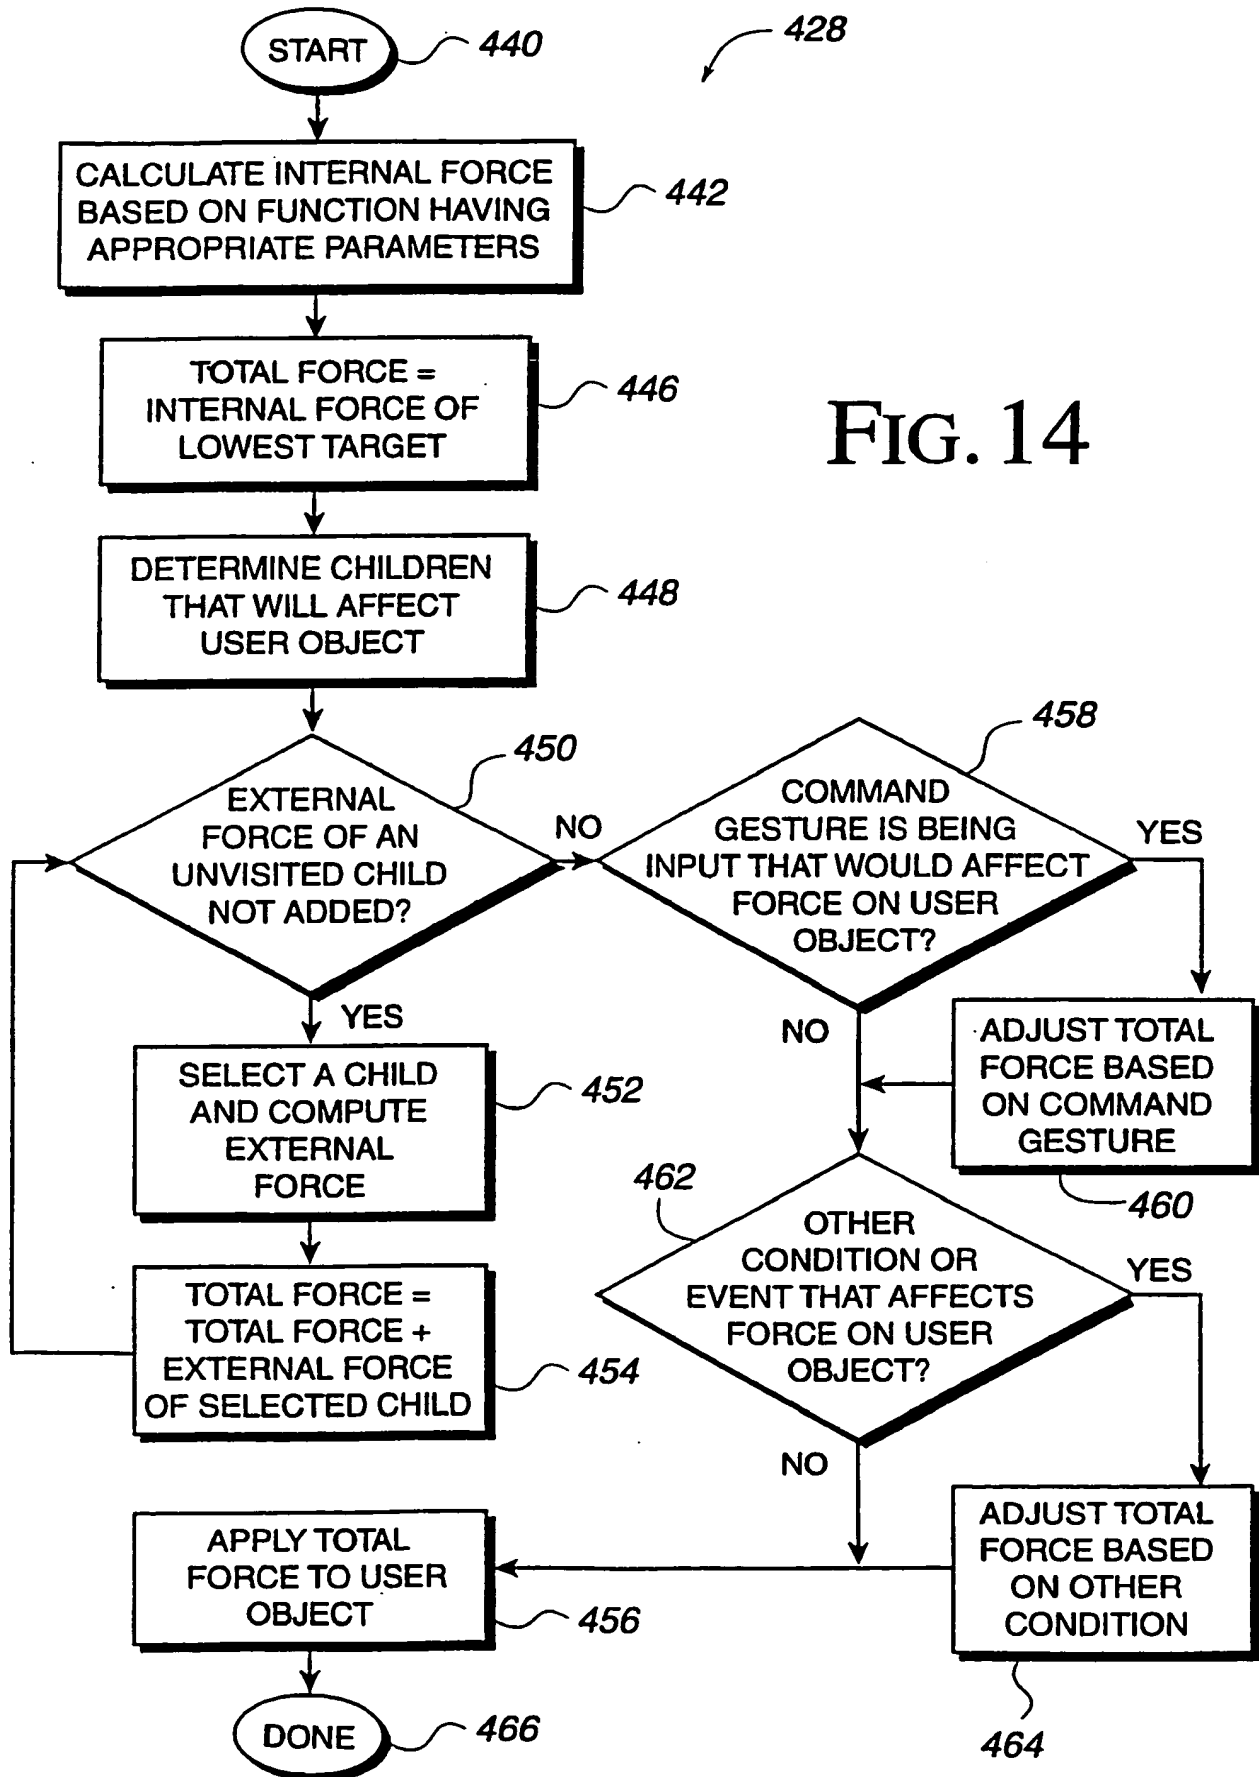 START
440
428
CALCULATE INTERNAL FORCE
BASED ON FUNCTION HAVING
APPROPRIATE PARAMETERS
442
TOTAL FORCE =
INTERNAL FORCE OF
LOWEST TARGET
446
FIG. 14
DETERMINE CHILDREN
THAT WILL AFFECT
USER OBJECT
448
EXTERNAL
FORCE OF AN
UNVISITED CHILD
NOT ADDED?
450
NO
YES
COMMAND
GESTURE IS BEING
INPUT THAT WOULD AFFECT
FORCE ON USER
OBJECT?
458
YES
NO
SELECT A CHILD
AND COMPUTE
EXTERNAL
FORCE
452
ADJUST TOTAL
FORCE BASED
ON COMMAND
GESTURE
460
TOTAL FORCE =
TOTAL FORCE +
EXTERNAL FORCE
OF SELECTED CHILD
454
462
OTHER
CONDITION OR
EVENT THAT AFFECTS
FORCE ON USER
OBJECT?
YES
NO
ADJUST TOTAL
FORCE BASED
ON OTHER
CONDITION
464
APPLY TOTAL
FORCE TO USER
OBJECT
456
DONE
466